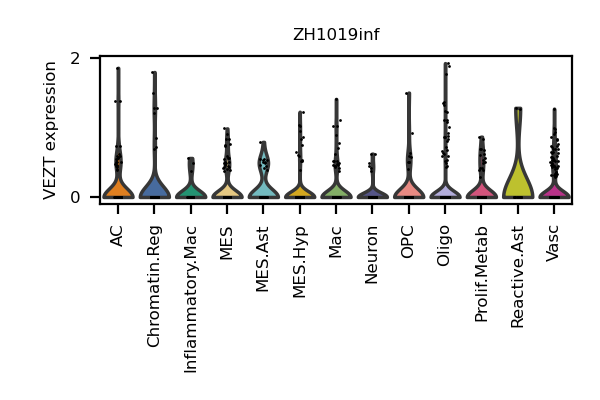 ZH1019inf
VEZT expression
2
0
AC
Chromatin.Reg
Inflammatory.Mac
MES
MES.Ast
MES.Hyp
Mac
Neuron
OPC
Oligo
Prolif.Metab
Reactive.Ast
Vasc